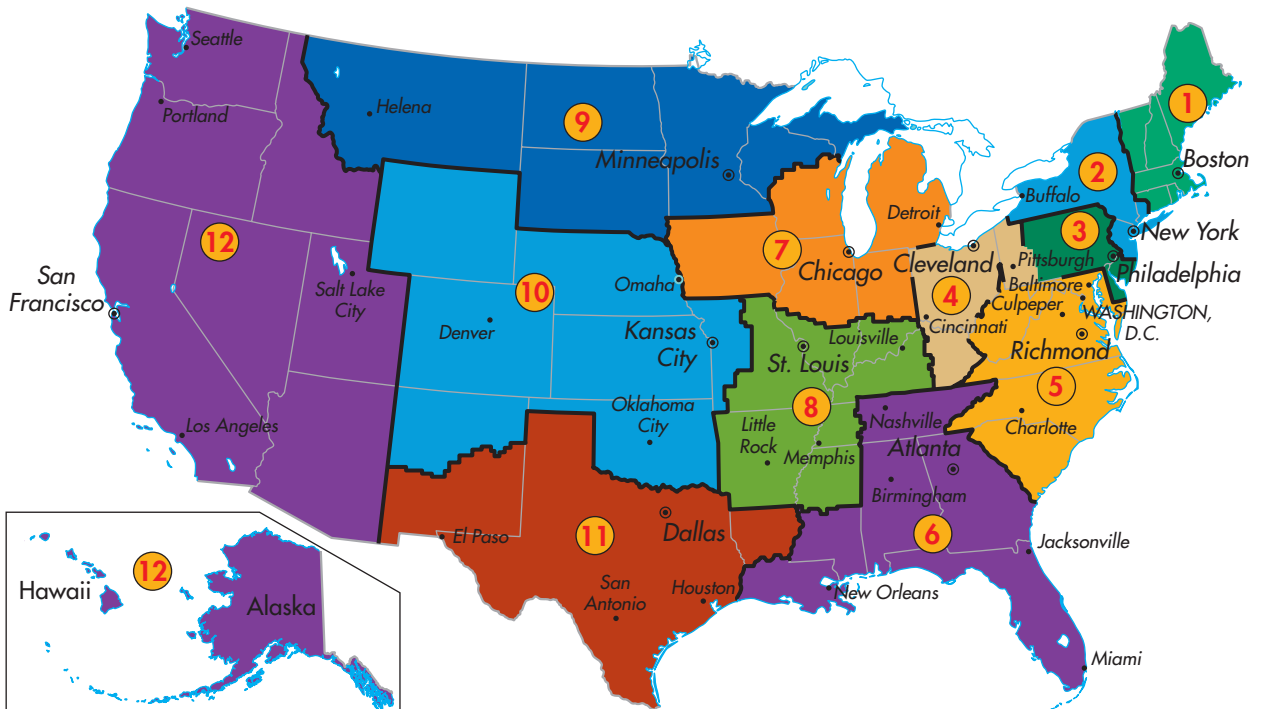 Seattle
Portland
Helena
9
Minneapolis
1
Boston
2
Buffalo
New York
3
Pittsburgh
Philadelphia
Detroit
7
Chicago
Cleveland
4
Baltimore
Culpeper
WASHINGTON,
D.C.
Cincinnati
Richmond
12
San
Francisco
Salt Lake
City
10
Omaha
Denver
Kansas
City
Louisville
St. Louis
5
Charlotte
8
Oklahoma
City
Little
Rock
Memphis
Nashville
Atlanta
Birmingham
Los Angeles
El Paso
11
Dallas
6
Jacksonville
San
Antonio
Houston
New Orleans
Miami
12
Hawaii
Alaska